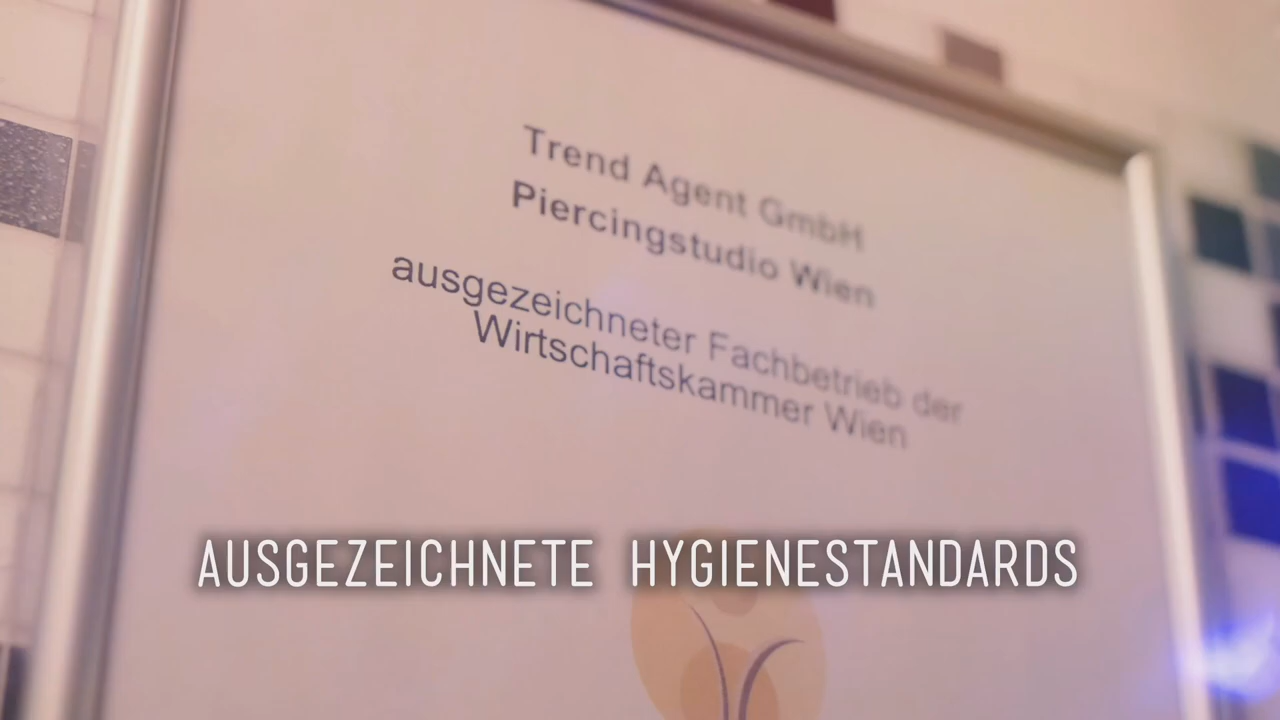 Trend Agent GmbH
Piercingstudio Wien
ausgezeichneter Fachbetrieb der
Wirtschaftskammer Wien
AUSGEZEICHNETE HYGIENESTANDARDS